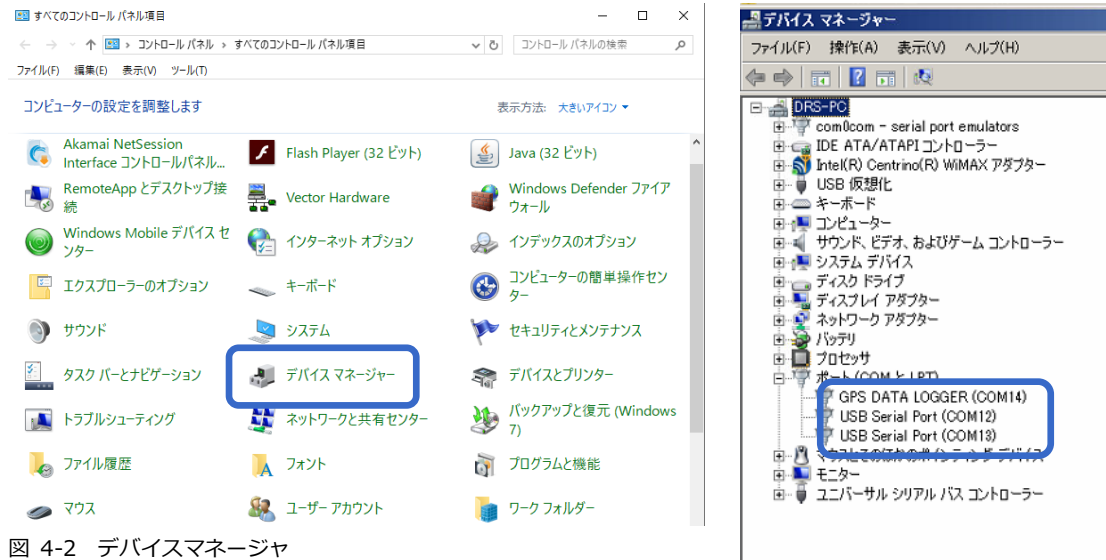 すべてのコントロール パネル項目
コントロール パネル › すべてのコントロール パネル項目
コントロール パネルの検索
ファイル(F) 編集(E) 表示(V) ツール(T)
コンピューターの設定を調整します
表示方法: 大きいアイコン
Akamai NetSession
Interface コントロールパネル...
Flash Player (32 ビット)
Java (32 ビット)
RemoteApp とデスクトップ接
続
Vector Hardware
Windows Defender ファイア
ウォール
Windows Mobile デバイス セ
ンター
インターネット オプション
インデックスのオプション
エクスプローラーのオプション
キーボード
コンピューターの簡単操作セン
ター
サウンド
システム
セキュリティとメンテナンス
タスク バーとナビゲーション
デバイス マネージャー
デバイスとプリンター
トラブルシューティング
ネットワークと共有センター
バックアップと復元 (Windows
7)
ファイル履歴
フォント
プログラムと機能
マウス
ユーザー アカウント
ワーク フォルダー
図 4-2 デバイスマネージャ
デバイス マネージャー
ファイル(F) 操作(A) 表示(V) ヘルプ(H)
DRS-PC
com0com - serial port emulators
IDE ATA/ATAPI コントローラー
Intel(R) Centrino(R) WiMAX アダプター
USB 仮想化
キーボード
コンピューター
サウンド、ビデオ、およびゲーム コントローラー
システム デバイス
ディスク ドライブ
ディスプレイ アダプター
ネットワーク アダプター
バッテリ
プロセッサ
ポート (COM と LPT)
GPS DATA LOGGER (COM14)
USB Serial Port (COM12)
USB Serial Port (COM13)
マウスとそのほかのポインティング デバイス
モニター
ユニバーサル シリアル バス コントローラー